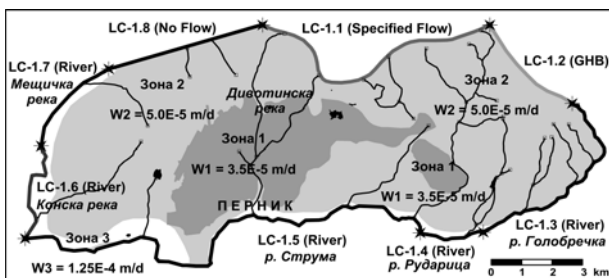 LC-1.8 (No Flow)
LC-1.1 (Specified Flow)
LC-1.2 (GHB)
LC-1.7 (River)
Мещичка
река
Зона 2
W2 = 5.0E-5 m/d
Дивотинска
река
Зона 1
W1 = 3.5E-5 m/d
Зона 2
W2 = 5.0E-5 m/d
Зона 1
W1 = 3.5E-5 m/d
LC-1.6 (River)
Конска река
ПЕРНИК
Зона 3
W3 = 1.25E-4 m/d
LC-1.5 (River)
р. Струма
LC-1.4 (River)
р. Рударица
LC-1.3 (River)
р. Голобречка
0 1 2 3 km